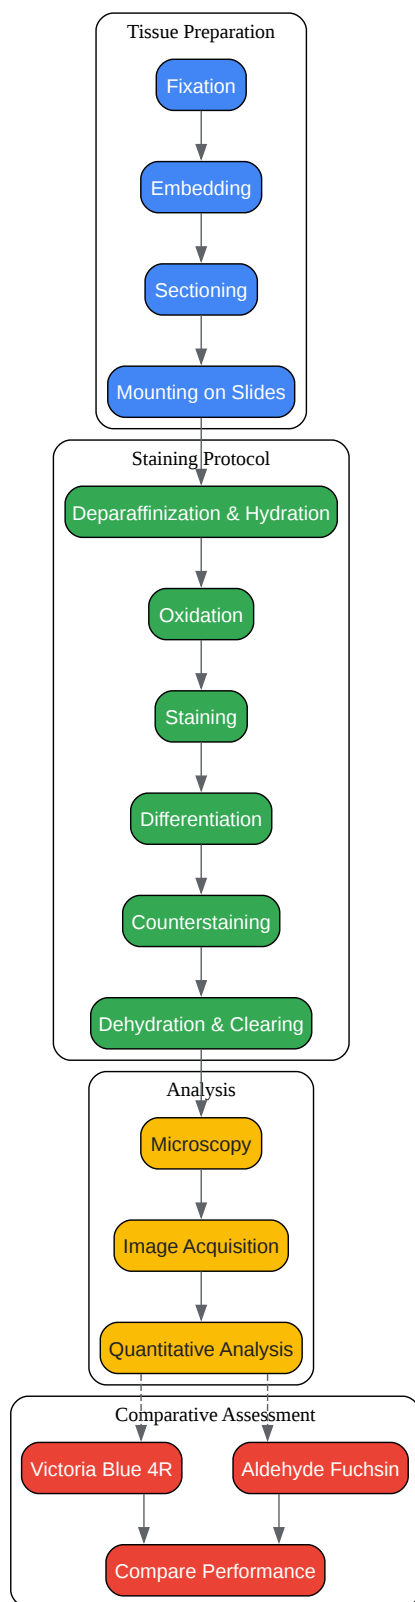 Tissue Preparation
Fixation
Embedding
Sectioning
Mounting on Slides
Staining Protocol
Deparaffinization & Hydration
Oxidation
Staining
Differentiation
Counterstaining
Dehydration & Clearing
Analysis
Microscopy
Image Acquisition
Quantitative Analysis
Comparative Assessment
Victoria Blue 4R
Aldehyde Fuchsin
Compare Performance